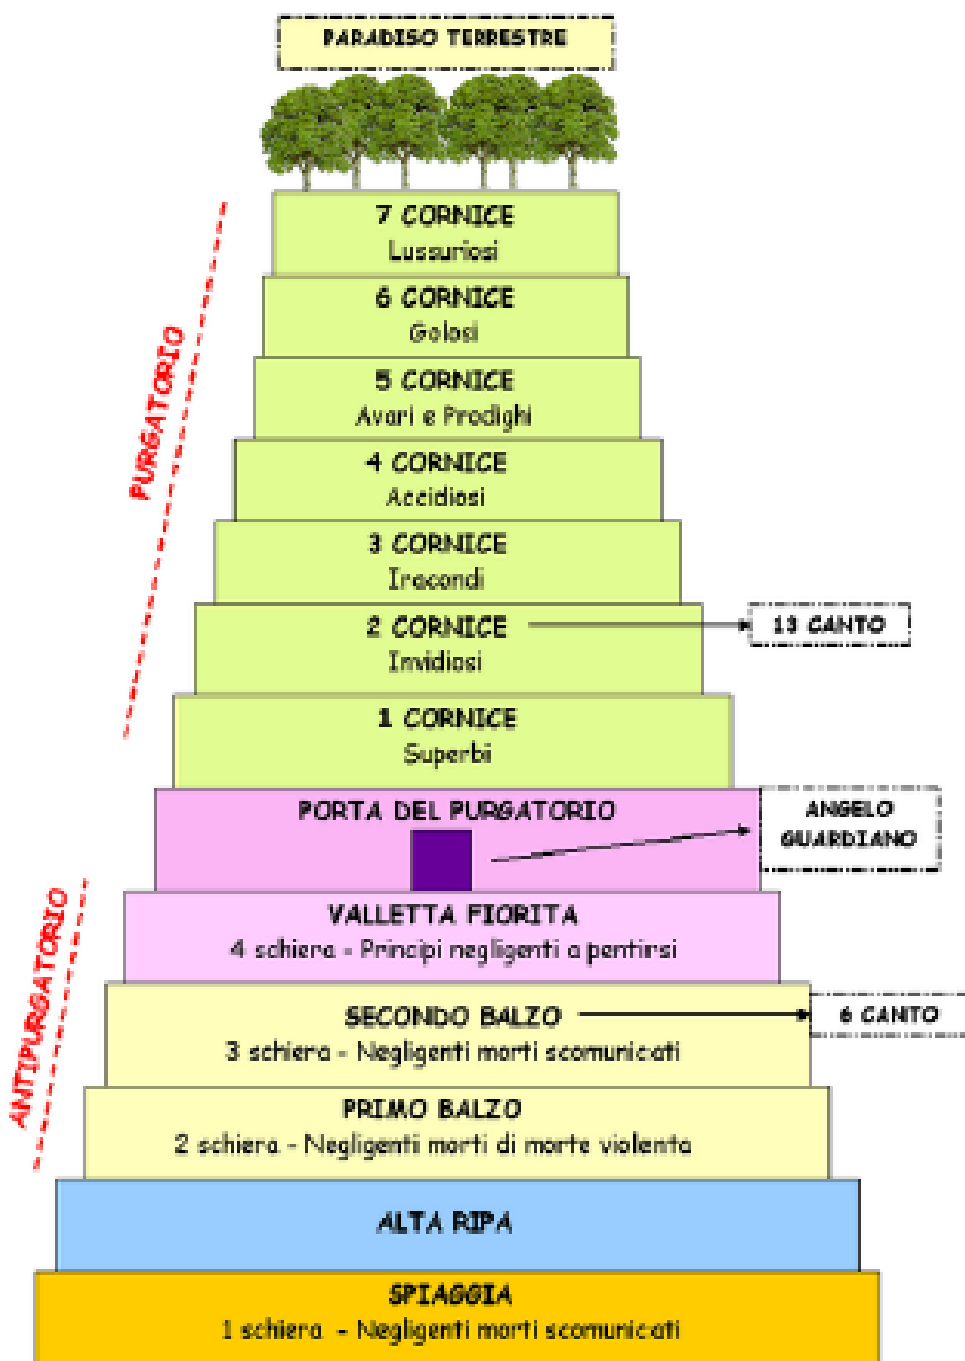 PARADISO TERRESTRE
7 CORNICE
Lussuriosi
6 CORNICE
Golosi
5 CORNICE
Avari e Prodighi
4 CORNICE
Accidiosi
3 CORNICE
Iracondi
2 CORNICE
13 CANTO
Invidiosi
1 CORNICE
Superbi
PURGATORIO
PORTA DEL PURGATORIO
ANGELO
GUARDIANO
VALLETTA FIORITA
4 schiera - Principi negligenti a pentirsi
SECONDO BALZO
6 CANTO
3 schiera - Negligenti morti scomunicati
PRIMO BALZO
2 schiera - Negligenti morti di morte violenta
ANTIPURGATORIO
ALTA RIPA
SPIAGGIA
1 schiera - Negligenti morti scomunicati